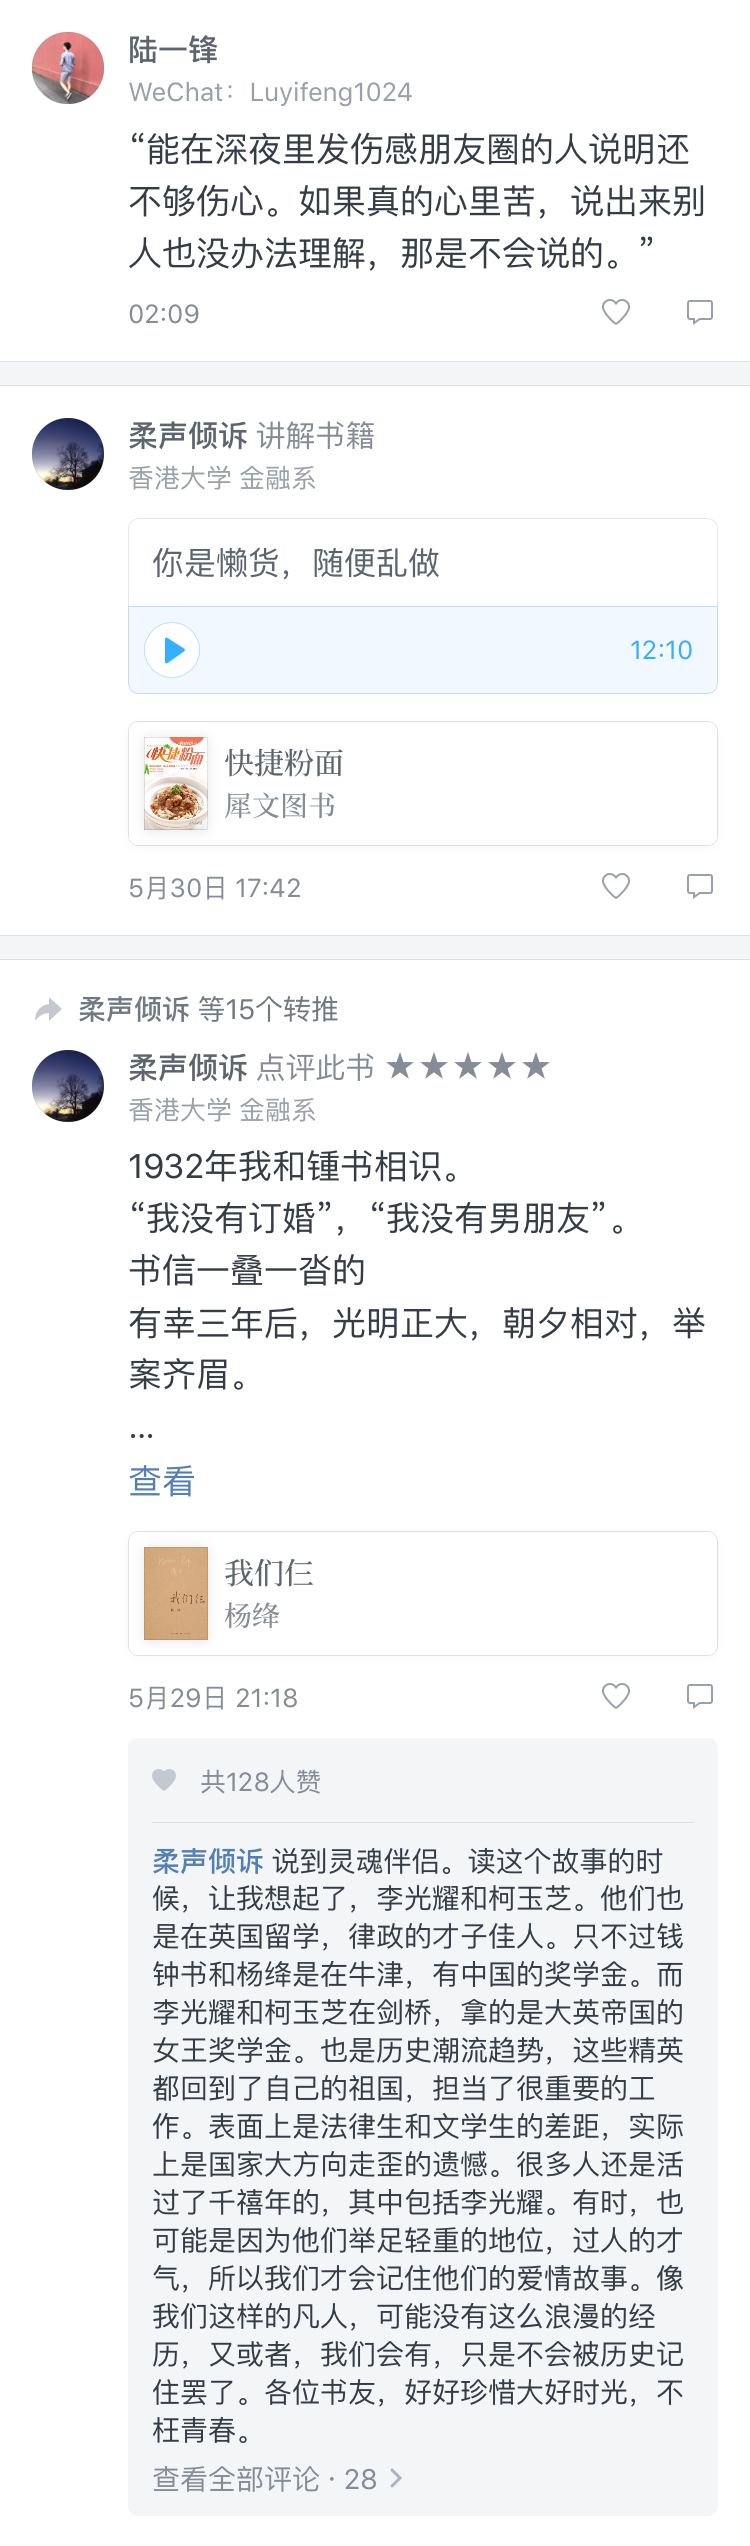 陆一锋
WeChat：Luyifeng1024
“能在深夜里发伤感朋友圈的人说明还
不够伤心。如果真的心里苦，说出来别
人也没办法理解，那是不会说的。”
02:09
柔声倾诉 讲解书籍
香港大学 金融系
你是懒货，随便乱做
12:10
快捷粉面
快捷粉面
犀文图书
5月30日 17:42
柔声倾诉 等15个转推
柔声倾诉 点评此书 ★★★★★
香港大学 金融系
1932年我和锺书相识。
“我没有订婚”，“我没有男朋友”。
书信一叠一沓的
有幸三年后，光明正大，朝夕相对，举
案齐眉。
...
查看
我们仨
我们仨
杨绛
5月29日 21:18
共128人赞
柔声倾诉 说到灵魂伴侣。读这个故事的时
候，让我想起了，李光耀和柯玉芝。他们也
是在英国留学，律政的才子佳人。只不过钱
钟书和杨绛是在牛津，有中国的奖学金。而
李光耀和柯玉芝在剑桥，拿的是大英帝国的
女王奖学金。也是历史潮流趋势，这些精英
都回到了自己的祖国，担当了很重要的工
作。表面上是法律生和文学生的差距，实际
上是国家大方向走歪的遗憾。很多人还是活
过了千禧年的，其中包括李光耀。有时，也
可能是因为他们举足轻重的地位，过人的才
气，所以我们才会记住他们的爱情故事。像
我们这样的凡人，可能没有这么浪漫的经
历，又或者，我们会有，只是不会被历史记
住罢了。各位书友，好好珍惜大好时光，不
枉青春。
查看全部评论 · 28